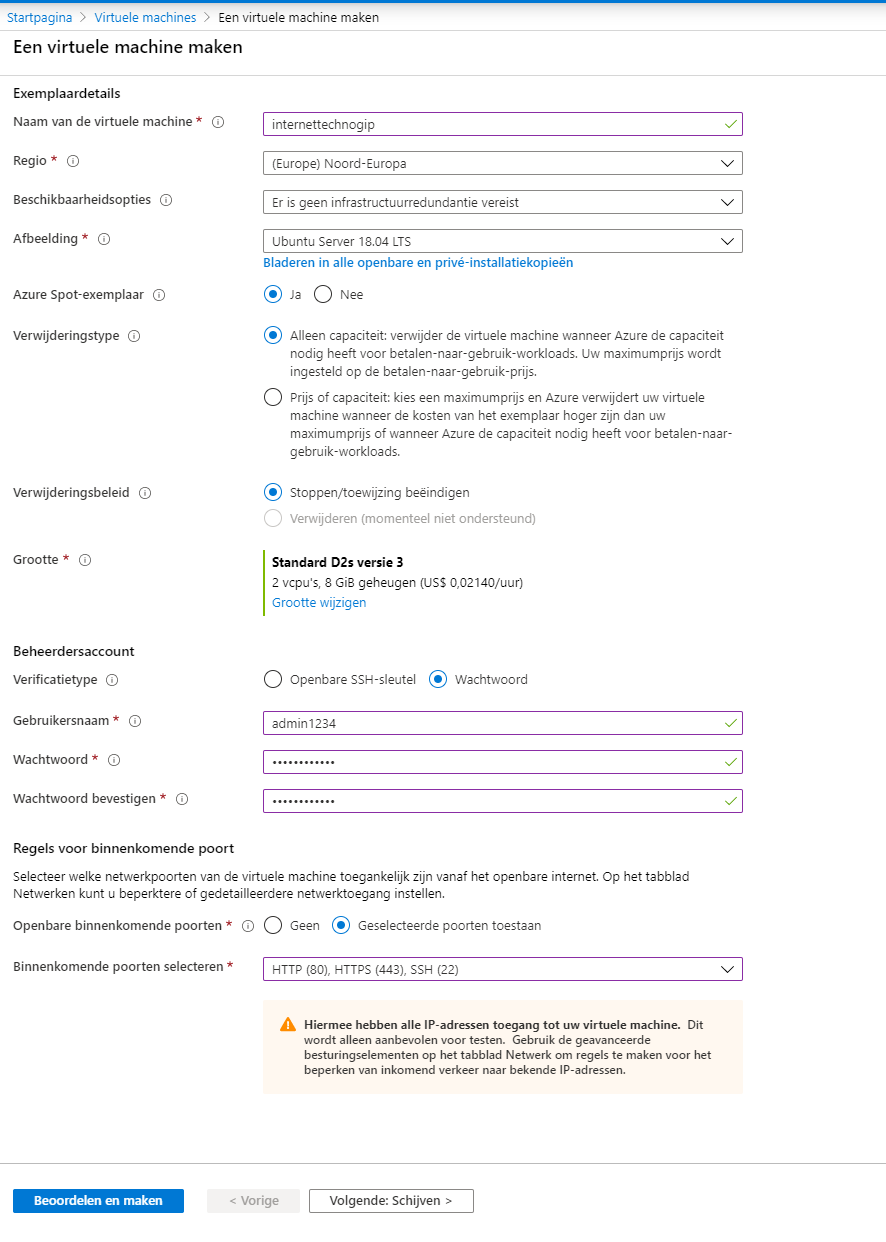 Startpagina > Virtuele machines > Een virtuele machine maken
Een virtuele machine maken
Exemplaardetails
Naam van de virtuele machine * internettechnogip
Regio * (Europe) Noord-Europa
Beschikbaarheidsopties Er is geen infrastructuurredundantie vereist
Afbeelding * Ubuntu Server 18.04 LTS
Bladeren in alle openbare en privé-installatiekopieën
Azure Spot-exemplaar Ja Nee
Verwijderingstype Alleen capaciteit: verwijder de virtuele machine wanneer Azure de capaciteit
nodig heeft voor betalen-naar-gebruik-workloads. Uw maximumprijs wordt
ingesteld op de betalen-naar-gebruik-prijs.
Prijs of capaciteit: kies een maximumprijs en Azure verwijdert uw virtuele
machine wanneer de kosten van het exemplaar hoger zijn dan uw
maximumprijs of wanneer Azure de capaciteit nodig heeft voor betalen-naar-
gebruik-workloads.
Verwijderingsbeleid Stoppen/toewijzing beëindigen
Verwijderen (momenteel niet ondersteund)
Grootte * Standard D2s versie 3
2 vcpu's, 8 GiB geheugen (US$ 0,02140/uur)
Grootte wijzigen
Beheerdersaccount
Verificatietype Openbare SSH-sleutel Wachtwoord
Gebruikersnaam * admin1234
Wachtwoord * ••••••••••••
Wachtwoord bevestigen * ••••••••••••
Regels voor binnenkomende poort
Selecteer welke netwerkpoorten van de virtuele machine toegankelijk zijn vanaf het openbare internet. Op het tabblad
Netwerken kunt u beperktere of gedetailleerdere netwerktoegang instellen.
Openbare binnenkomende poorten * Geen Geselecteerde poorten toestaan
Binnenkomende poorten selecteren * HTTP (80), HTTPS (443), SSH (22)
Hiermee hebben alle IP-adressen toegang tot uw virtuele machine. Dit
wordt alleen aanbevolen voor testen. Gebruik de geavanceerde
besturingselementen op het tabblad Netwerk om regels te maken voor het
beperken van inkomend verkeer naar bekende IP-adressen.
Beoordelen en maken < Vorige Volgende: Schijven >